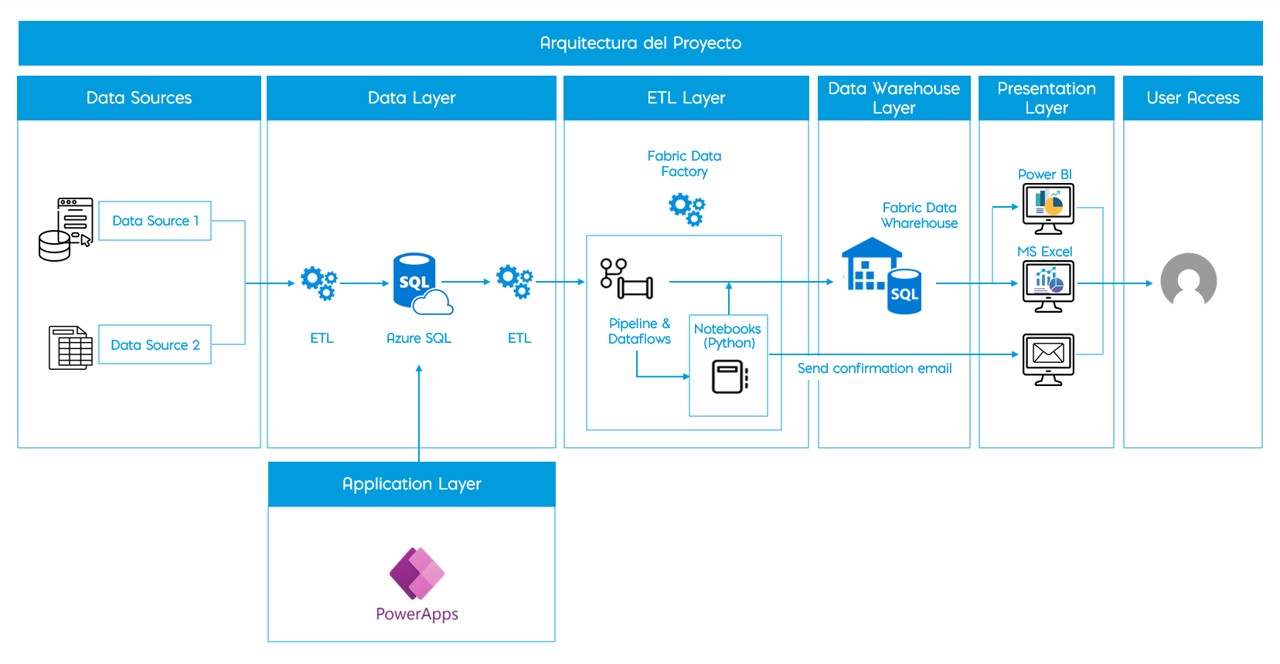 Arquitectura del Proyecto
Data Sources
Data Layer
ETL Layer
Data Warehouse
Layer
Presentation
Layer
User Access
Data Source 1
Data Source 2
ETL
SQL
Azure SQL
ETL
Fabric Data
Factory
Pipeline &
Dataflows
Notebooks
(Python)
Send confirmation email
Fabric Data
Wharehouse
SQL
Power BI
MS Excel
Application Layer
PowerApps